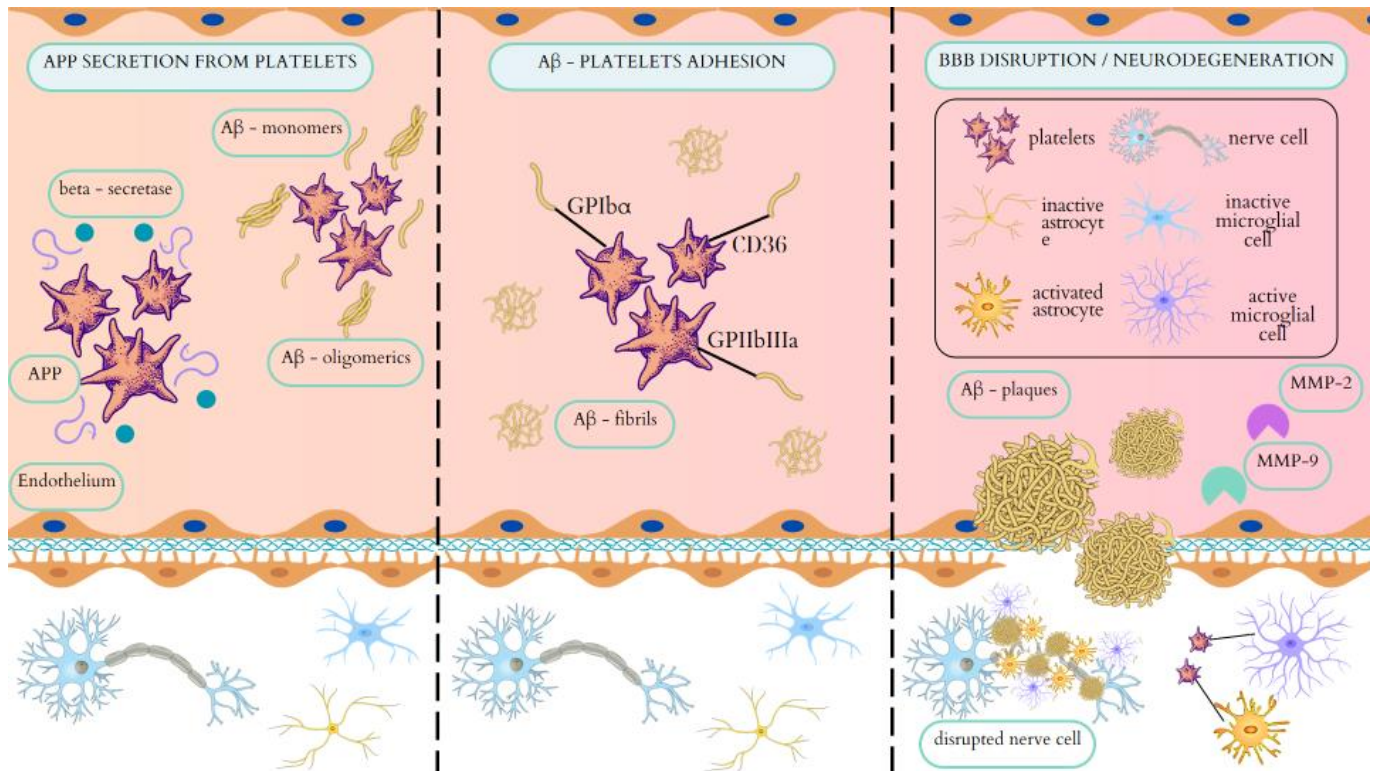 APP SECRETION FROM PLATELETS
Aβ - monomers
beta - secretase
Aβ - oligomerics
APP
Endothelium
Aβ - PLATELETS ADHESION
GPIbα
CD36
GPIIbIIIa
Aβ - fibrils
BBB DISRUPTION / NEURODEGENERATION
platelets
nerve cell
inactive
astrocyt
e
inactive
microglial
cell
activated
astrocyte
active
microglial
cell
Aβ - plaques
MMP-2
MMP-9
disrupted nerve cell